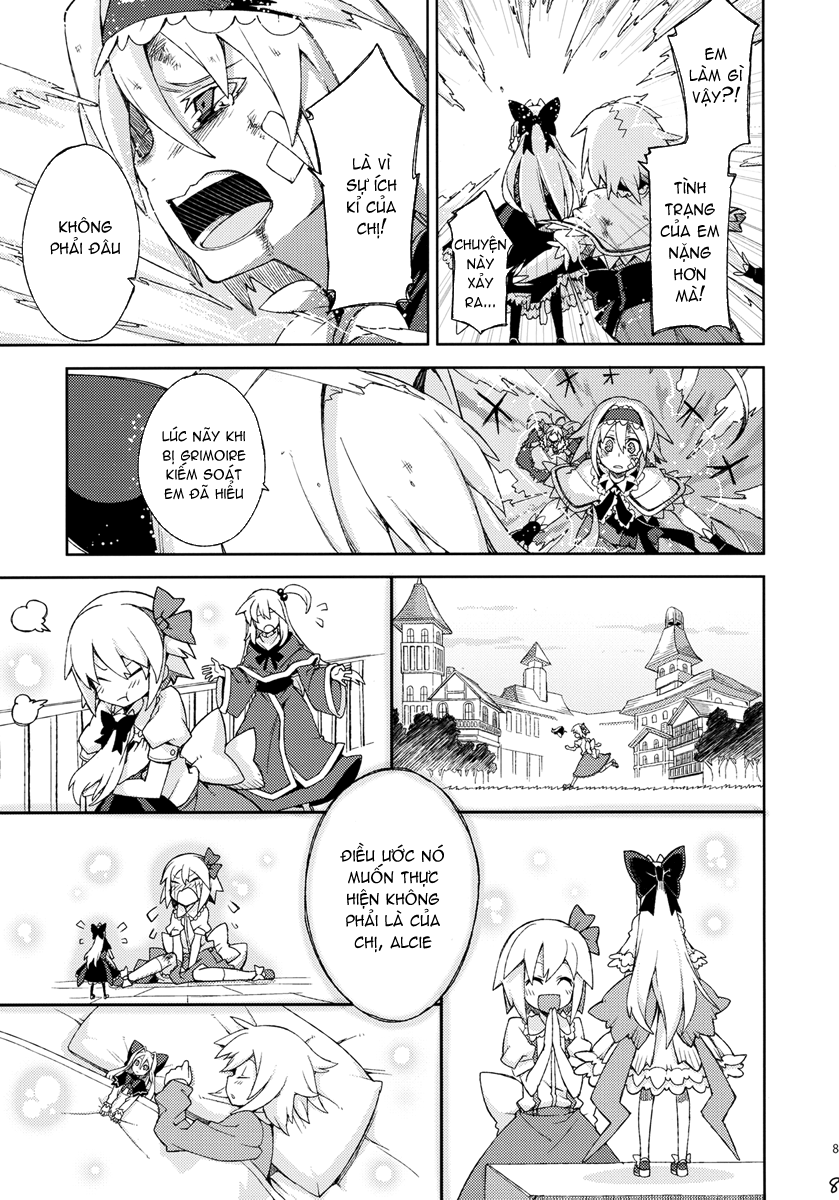 EM
LÀM GÌ
VẬY?!
TÌNH
TRẠNG
CỦA EM
NẶNG HƠN
MÀ!
CHUYỆN
NÀY
XẢY
RA...
LÀ VÌ
SỰ ÍCH
KỈ CỦA
CHỊ!
KHÔNG
PHẢI ĐÂU
LÚC NÃY KHI
BỊ GRIMOIRE
KIẾM SOÁT
EM ĐÃ HIỂU
ĐIỀU ƯỚC NÓ
MUỐN THỰC
HIỆN KHÔNG
PHẢI LÀ CỦA
CHỊ, ALCIE
8
8